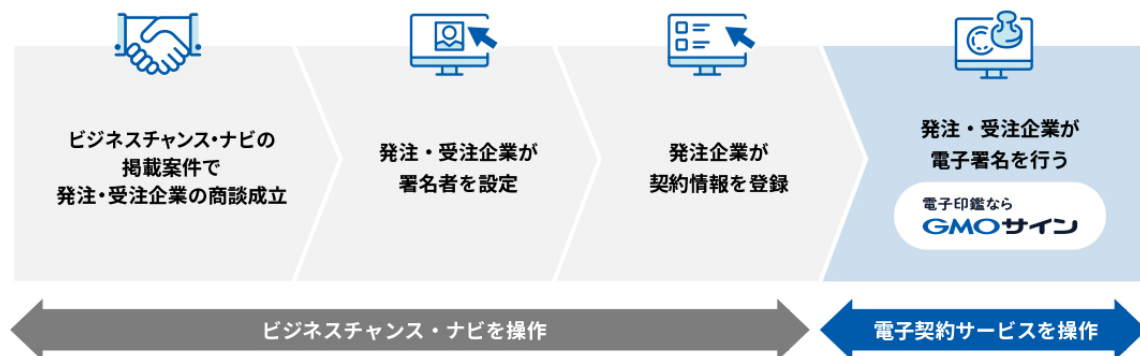 ビジネスチャンス・ナビの
掲載案件で
発注・受注企業の商談成立
発注・受注企業が
署名者を設定
発注企業が
契約情報を登録
発注・受注企業が
電子署名を行う
電子印鑑なら
GMOサイン
ビジネスチャンス・ナビを操作
電子契約サービスを操作